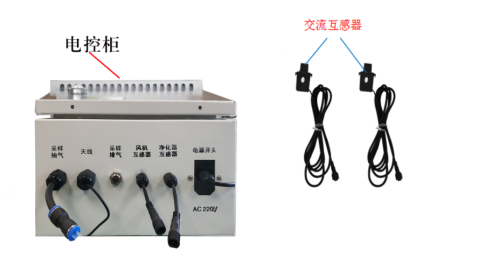 电控柜
交流互感器
采样
抽气
天线
采样
排气
风机
互感器
净化器
互感器
电源开关
AC 220V